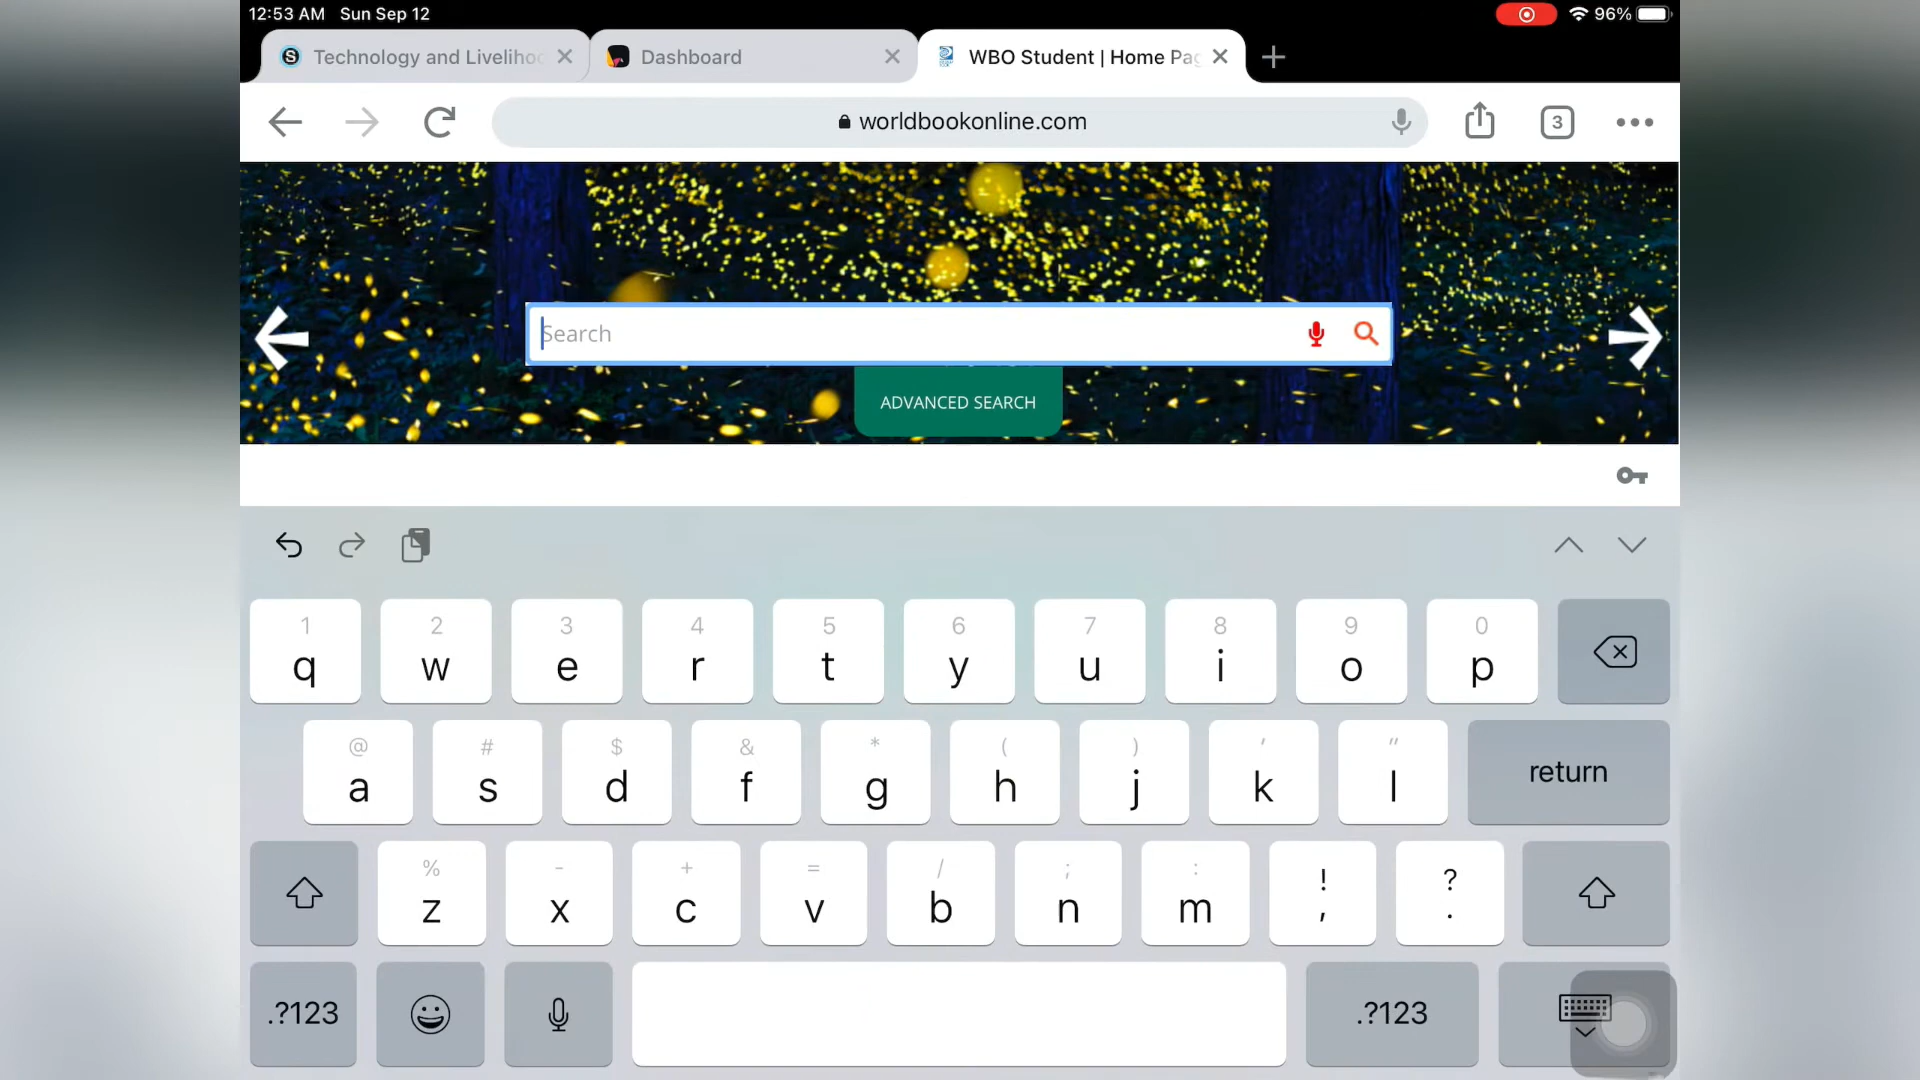 12:53 AM Sun Sep 12
96%
S Technology and Liveliho
Dashboard
WBO Student | Home Pag
worldbookonline.com
3
Search
ADVANCED SEARCH
1 2 3 4 5 6 7 8 9 0
q w e r t y u i o p
@ # $ & * ( ) ' "
a s d f g h j k l return
% - + = / ; : ! ?
z x c v b n m , .
.?123 .?123